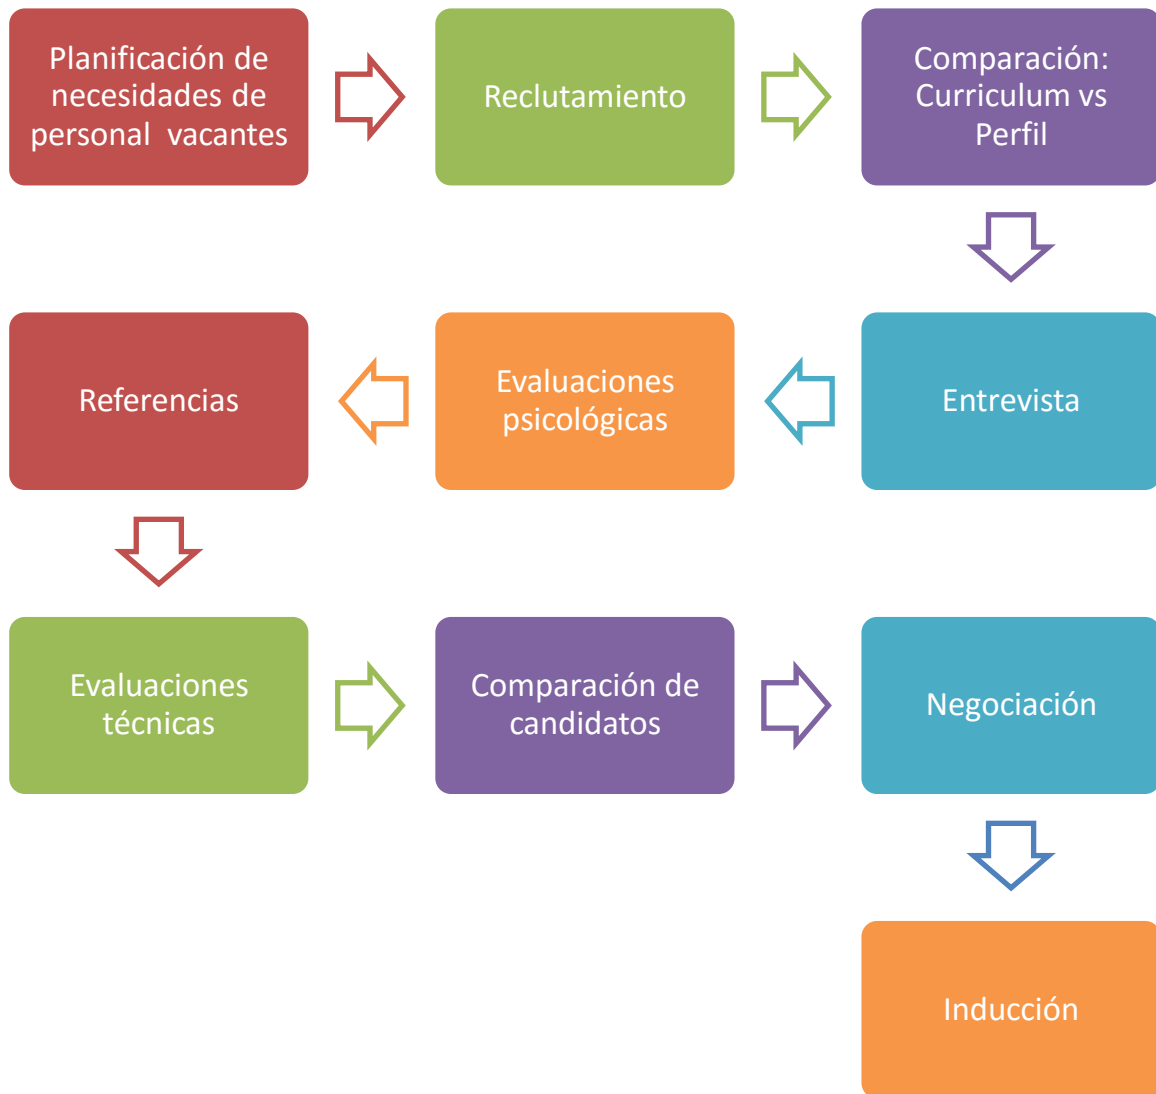 Planificación de
necesidades de
personal vacantes
Reclutamiento
Comparación:
Curriculum vs
Perfil
Entrevista
Evaluaciones
psicológicas
Referencias
Evaluaciones
técnicas
Comparación de
candidatos
Negociación
Inducción